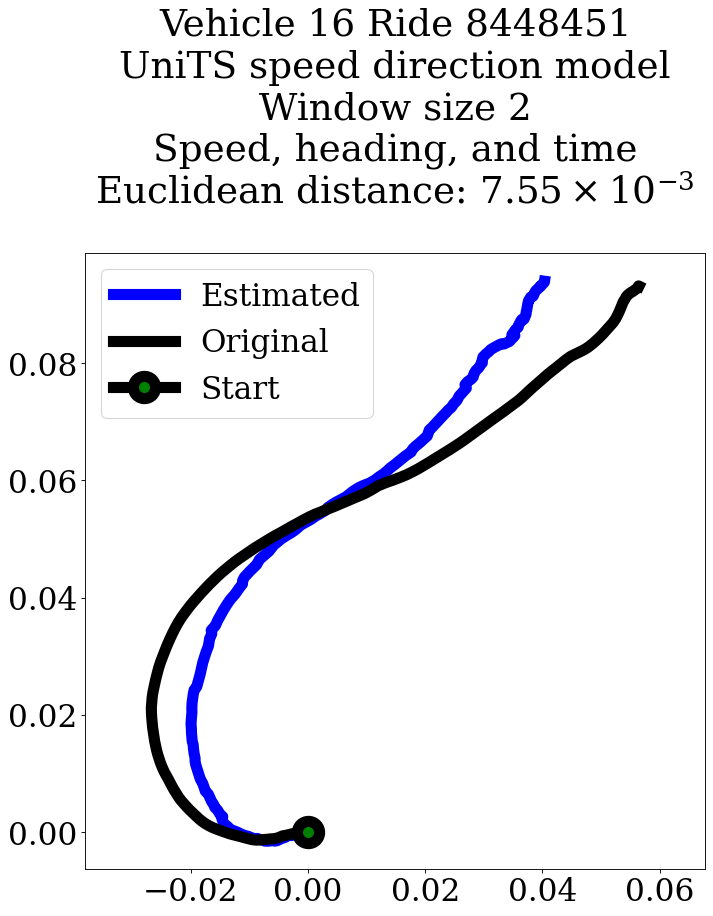 Vehicle 16 Ride 8448451
UniTS speed direction model
Window size 2
Speed, heading, and time
Euclidean distance: 7.55 × 10⁻³
Estimated
Original
Start
0.08
0.06
0.04
0.02
0.00
−0.02 0.00 0.02 0.04 0.06